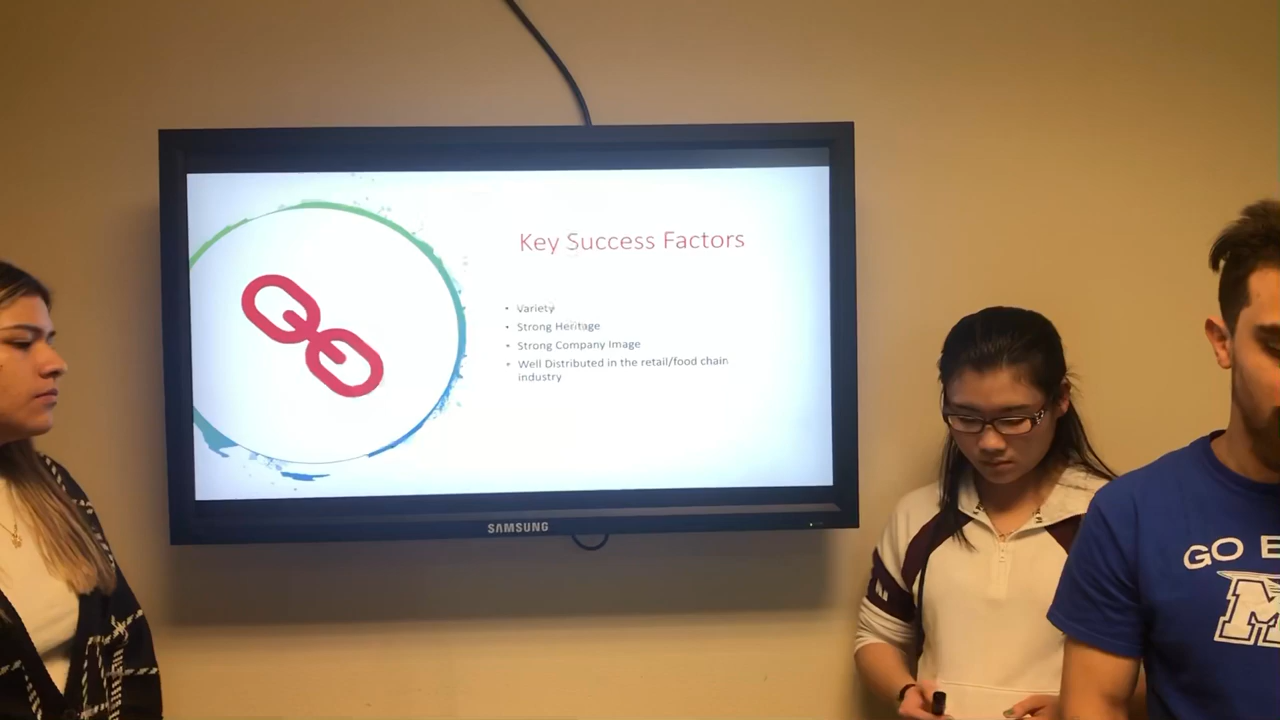 Key Success Factors
• Variety
• Strong Heritage
• Strong Company Image
• Well Distributed in the retail/food chain
industry
SAMSUNG
GO
M